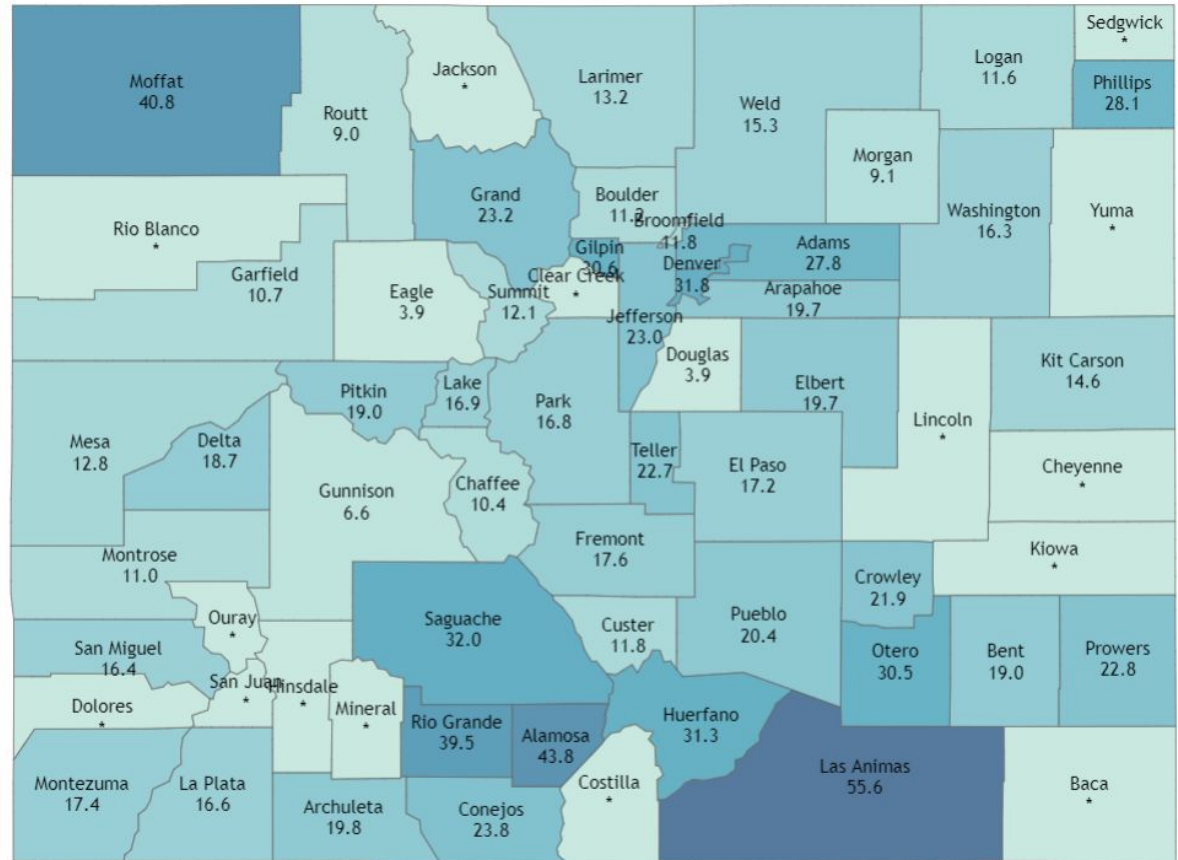 Sedgwick
*
Moffat
40.8
Jackson
*
Larimer
13.2
Logan
11.6
Phillips
28.1
Routt
9.0
Weld
15.3
Morgan
9.1
Grand
23.2
Boulder
11.2
Washington
16.3
Yuma
*
Rio Blanco
*
Broomfield
11.8
Gilpin
Adams
27.8
Denver
31.8
Garfield
10.7
Clear Creek
*
Eagle
3.9
Summit
12.1
Arapahoe
19.7
Jefferson
23.0
Douglas
3.9
Kit Carson
14.6
Pitkin
19.0
Lake
16.9
Park
16.8
Elbert
19.7
Lincoln
*
Mesa
12.8
Delta
18.7
Teller
22.7
El Paso
17.2
Cheyenne
*
Gunnison
6.6
Chaffee
10.4
Fremont
17.6
Montrose
11.0
Kiowa
*
Crowley
21.9
Ouray
*
Saguache
32.0
Custer
11.8
Pueblo
20.4
San Miguel
16.4
Otero
30.5
Bent
19.0
Prowers
22.8
San Juan
*
Hinsdale
*
Dolores
*
Mineral
*
Rio Grande
39.5
Alamosa
43.8
Huerfano
31.3
Las Animas
55.6
Montezuma
17.4
La Plata
16.6
Archuleta
19.8
Conejos
23.8
Costilla
*
Baca
*